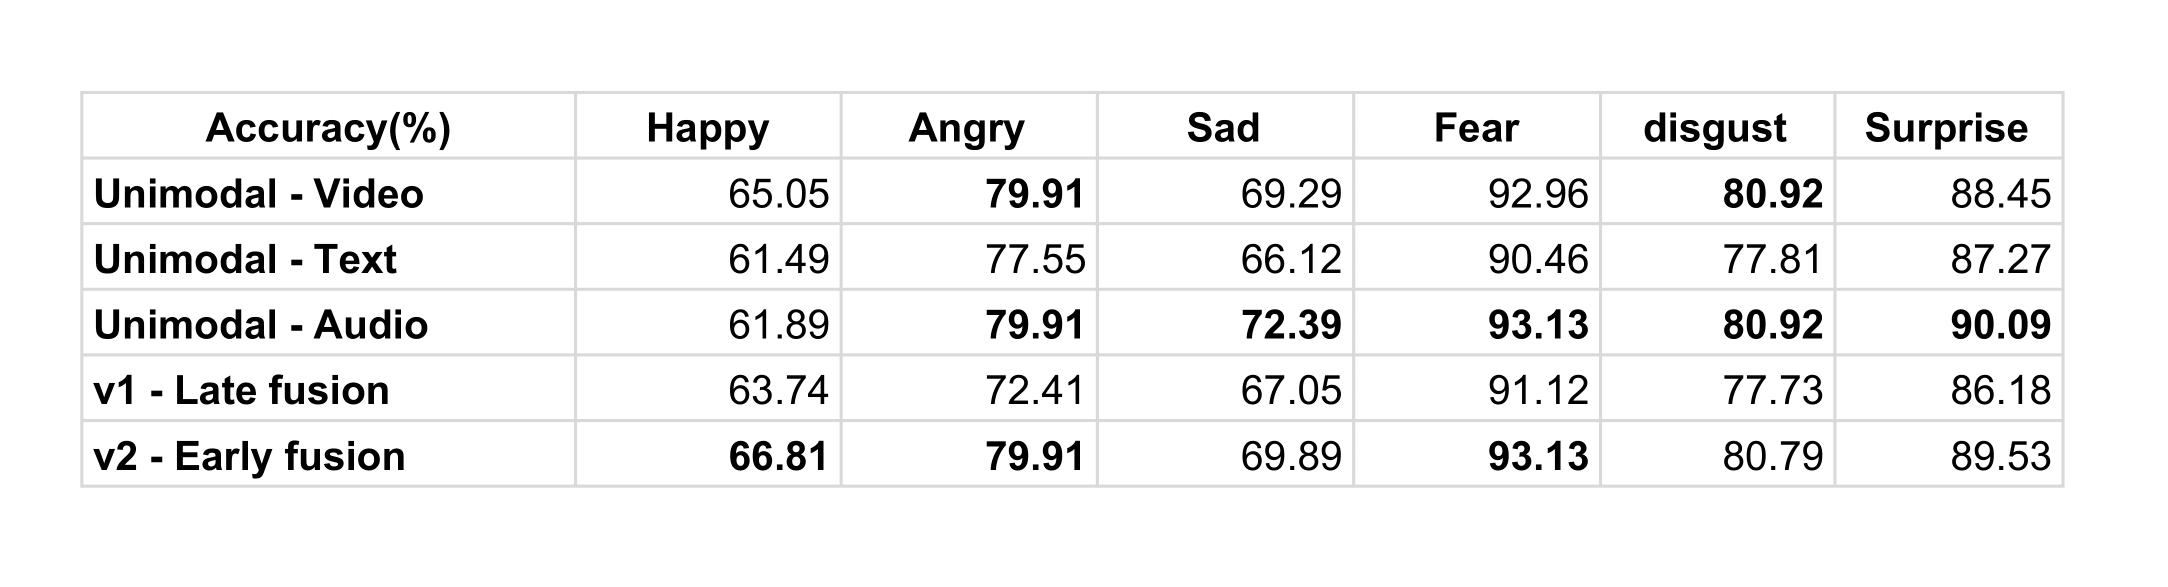 Accuracy(%) Happy Angry Sad Fear disgust Surprise
Unimodal - Video 65.05 79.91 69.29 92.96 80.92 88.45
Unimodal - Text 61.49 77.55 66.12 90.46 77.81 87.27
Unimodal - Audio 61.89 79.91 72.39 93.13 80.92 90.09
v1 - Late fusion 63.74 72.41 67.05 91.12 77.73 86.18
v2 - Early fusion 66.81 79.91 69.89 93.13 80.79 89.53